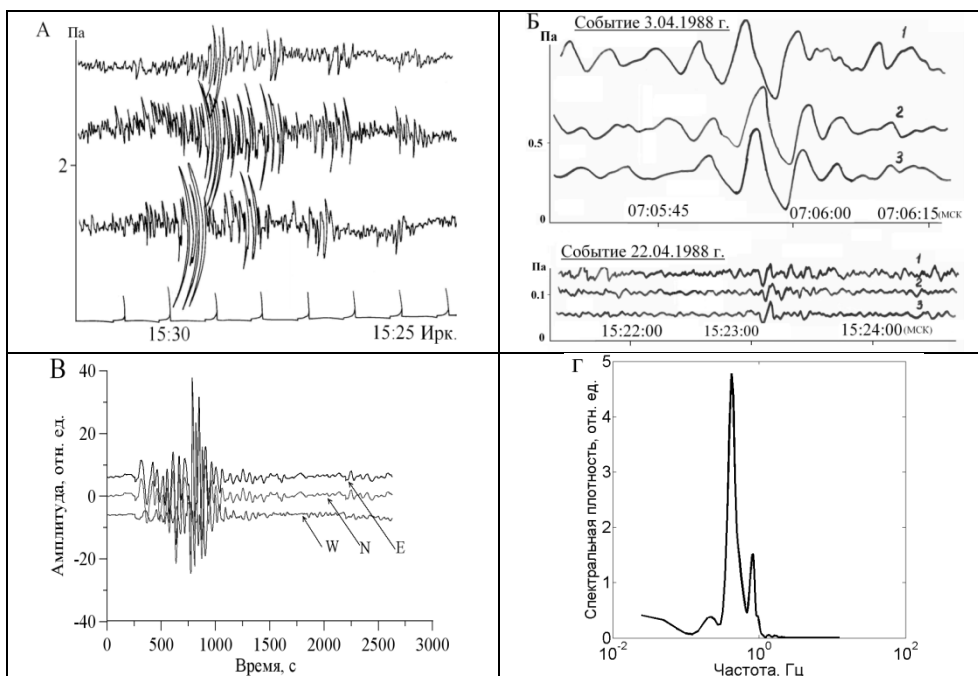 А
Па
2
15:30
15:25 Ирк.
Б
Событие 3.04.1988 г.
Па
1
0.5
2
3
0
07:05:45
07:06:00
07:06:15(МСК
Событие 22.04.1988 г.
Па
1
0.1
2
3
0
15:22:00
15:23:00
15:24:00(МСК)
В
Амплитуда, отн. ед.
40
20
0
-20
-40
W
N
E
0
500
1000
1500
2000
2500
3000
Время, с
Г
Спектральная плотность, отн. ед.
5
4
3
2
1
0
10⁻²
10⁰
10²
Частота, Гц